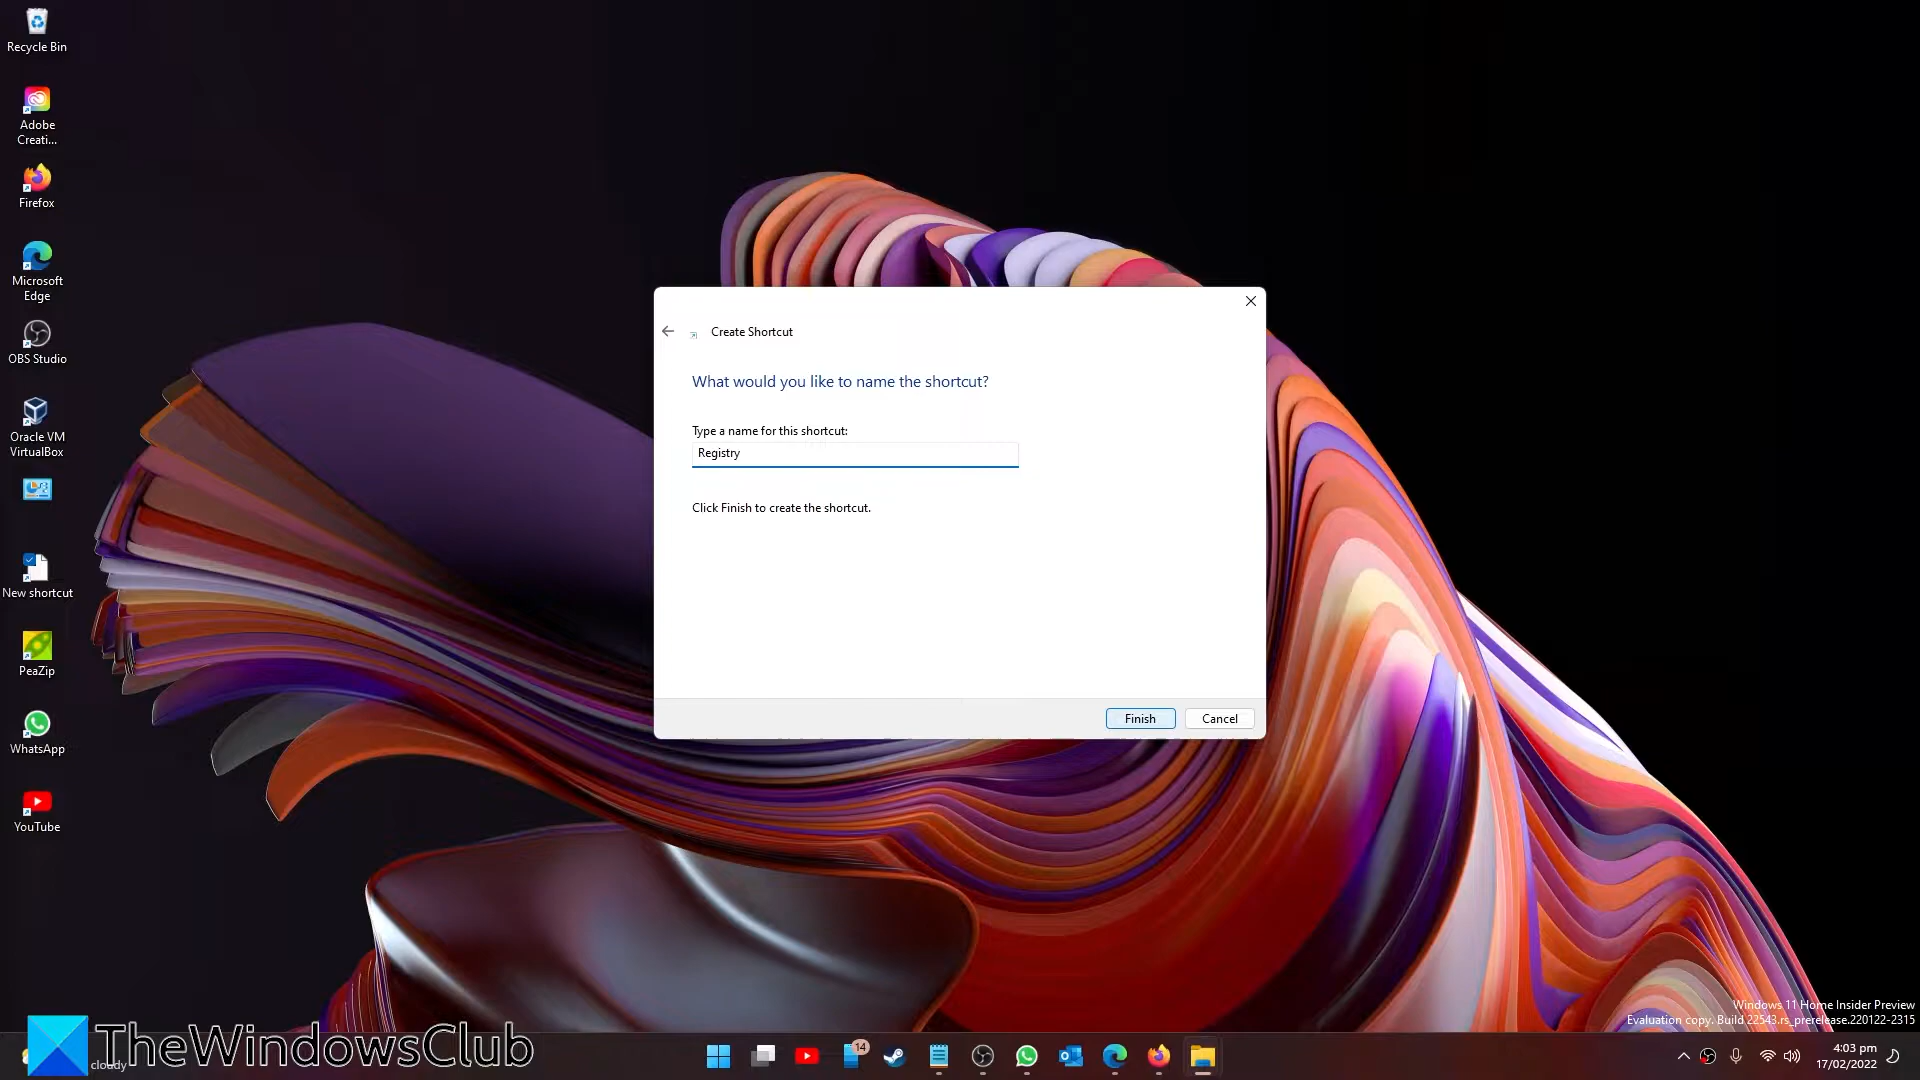 Recycle Bin
Adobe
Creati...
Firefox
Microsoft
Edge
OBS Studio
Oracle VM
VirtualBox
New shortcut
PeaZip
WhatsApp
YouTube
Create Shortcut
What would you like to name the shortcut?
Type a name for this shortcut:
Registry
Click Finish to create the shortcut.
Finish
Cancel
Windows 11 Home Insider Preview
Evaluation copy. Build 22543.rs_prerelease.220122-2315
TheWindowsClub
cloudy
14
4:03 pm
17/02/2022